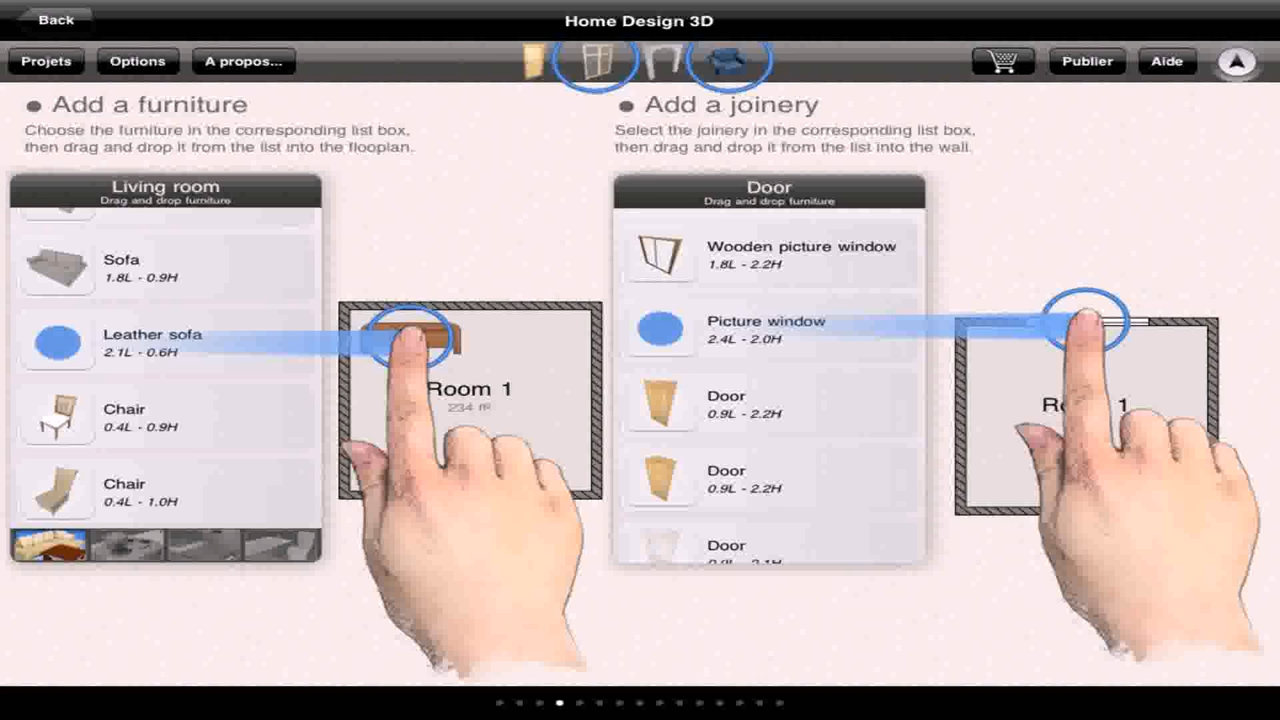 Back
Home Design 3D
Projets
Options
A propos...
Publier
Aide
Add a furniture
Choose the furniture in the corresponding list box,
then drag and drop it from the list into the flooplan.
Living room
Drag and drop furniture
Sofa
1.8L - 0.9H
Leather sofa
2.1L - 0.6H
Chair
0.4L - 0.9H
Chair
0.4L - 1.0H
Room 1
234 ft²
Add a joinery
Select the joinery in the corresponding list box,
then drag and drop it from the list into the wall.
Door
Drag and drop furniture
Wooden picture window
1.8L - 2.2H
Picture window
2.4L - 2.0H
Door
0.9L - 2.2H
Door
0.9L - 2.2H
Door
1